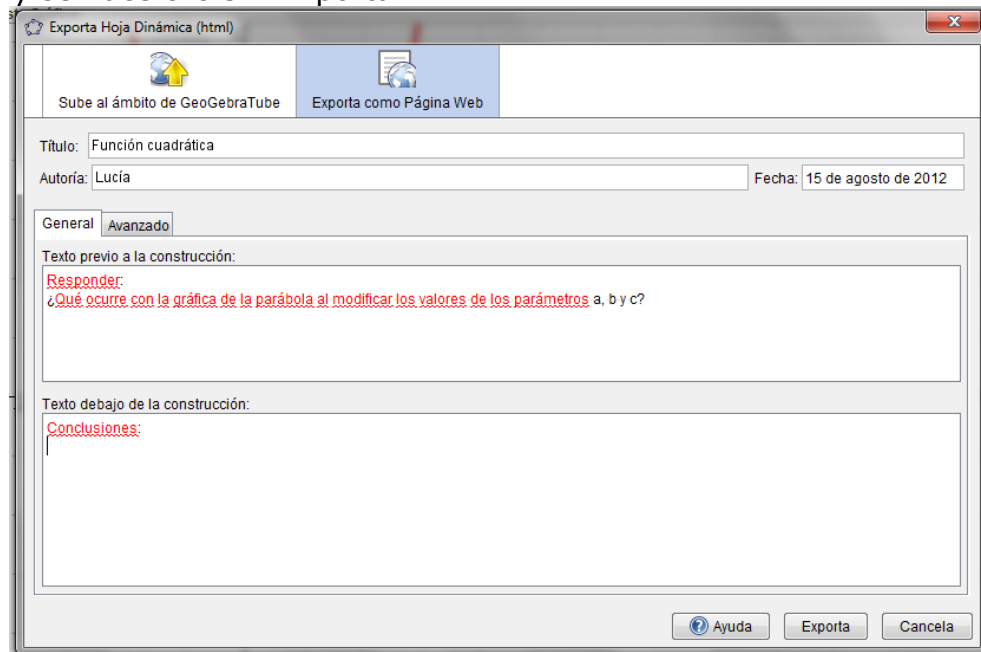 Exporta Hoja Dinámica (html)
Sube al ámbito de GeoGebraTube
Exporta como Página Web
Título: Función cuadrática
Autoría: Lucía Fecha: 15 de agosto de 2012
General Avanzado
Texto previo a la construcción:
Responder:
¿Qué ocurre con la gráfica de la parábola al modificar los valores de los parámetros a, b y c?
Texto debajo de la construcción:
Conclusiones:
Ayuda Exporta Cancela